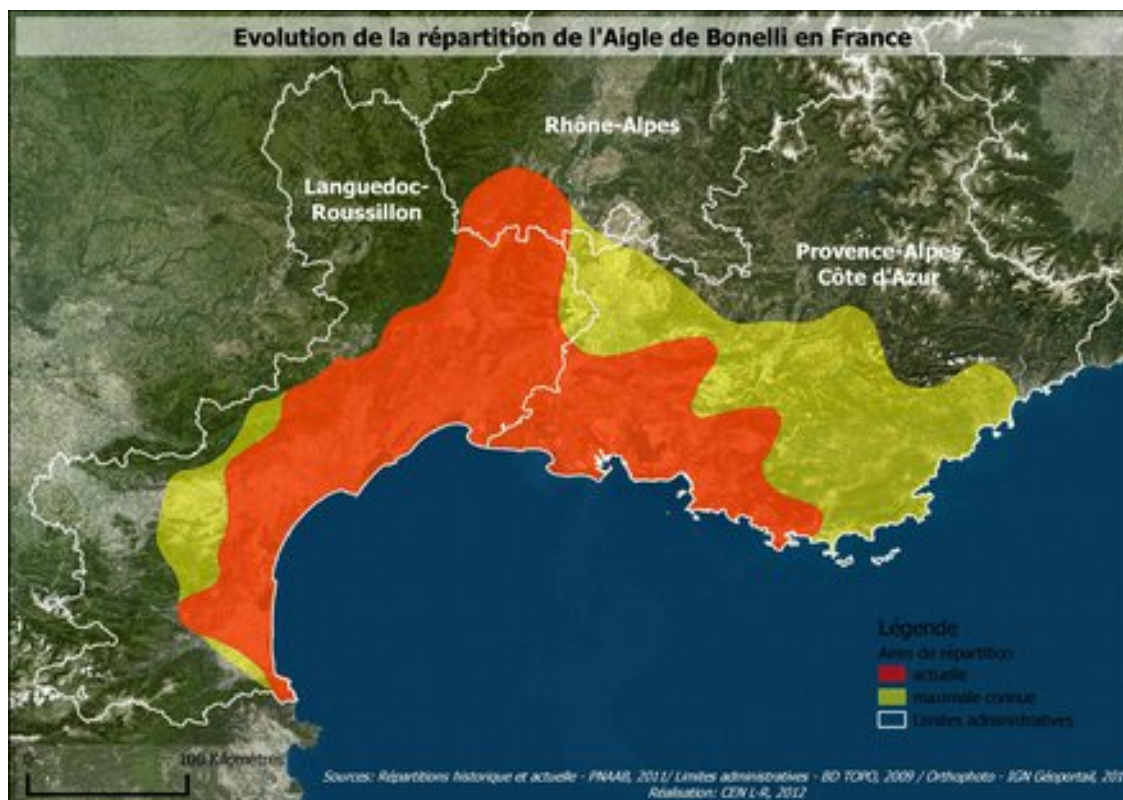 Evolution de la répartition de l'Aigle de Bonelli en France
Rhône-Alpes
Languedoc-
Roussillon
Provence-Alpes
Côte d'Azur
Légende
Aires de répartition
actuelle
maximale connue
Limites administratives
0 100 Kilomètres
Sources: Répartitions historique et actuelle - PNAAB, 2011/ Limites administratives - BD TOPO, 2009 / Orthophoto - IGN Géoportail, 201
Réalisation: CEN L-R, 2012